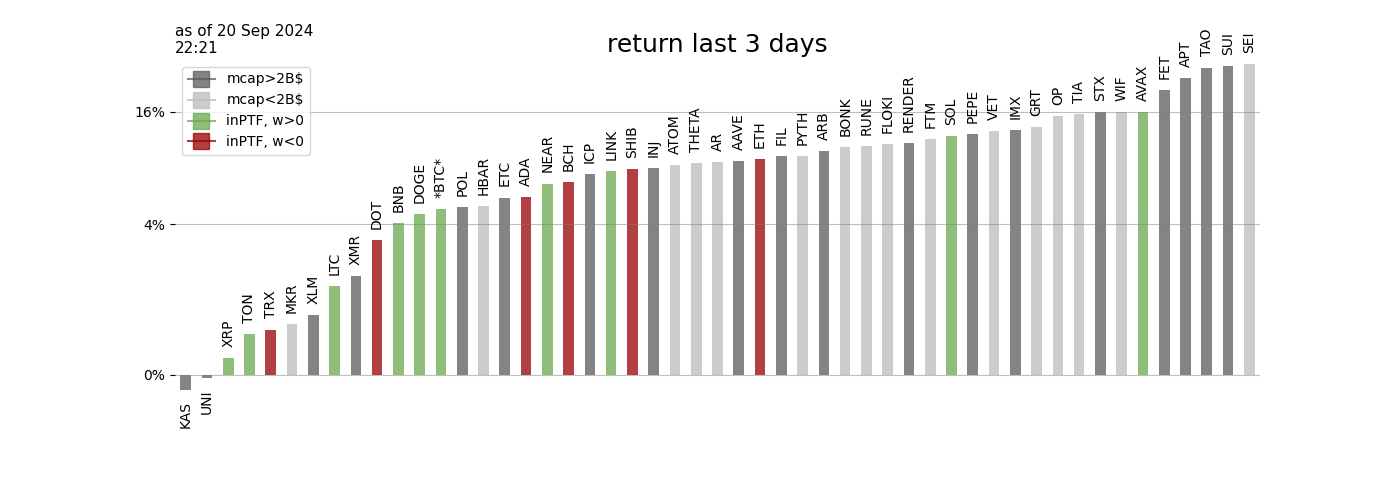 as of 20 Sep 2024
22:21
return last 3 days
mcap>2B$
mcap<2B$
inPTF, w>0
inPTF, w<0
16%
4%
0%
KAS
UNI
XRP
TON
TRX
MKR
XLM
LTC
XMR
DOT
BNB
DOGE
*BTC*
POL
HBAR
ETC
ADA
NEAR
BCH
ICP
LINK
SHIB
INJ
ATOM
THETA
AR
AAVE
ETH
FIL
PYTH
ARB
BONK
RUNE
FLOKI
RENDER
FTM
SOL
PEPE
VET
IMX
GRT
OP
TIA
STX
WIF
AVAX
FET
APT
TAO
SUI
SEI